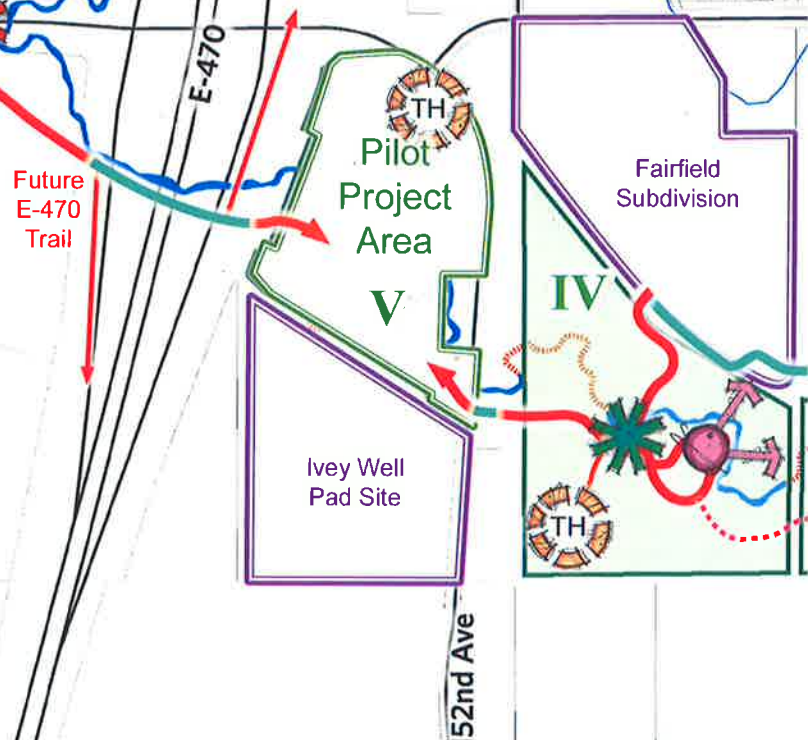 E-470
TH
Pilot
Project
Area
V
Future
E-470
Trail
Fairfield
Subdivision
IV
Ivey Well
Pad Site
TH
52nd Ave